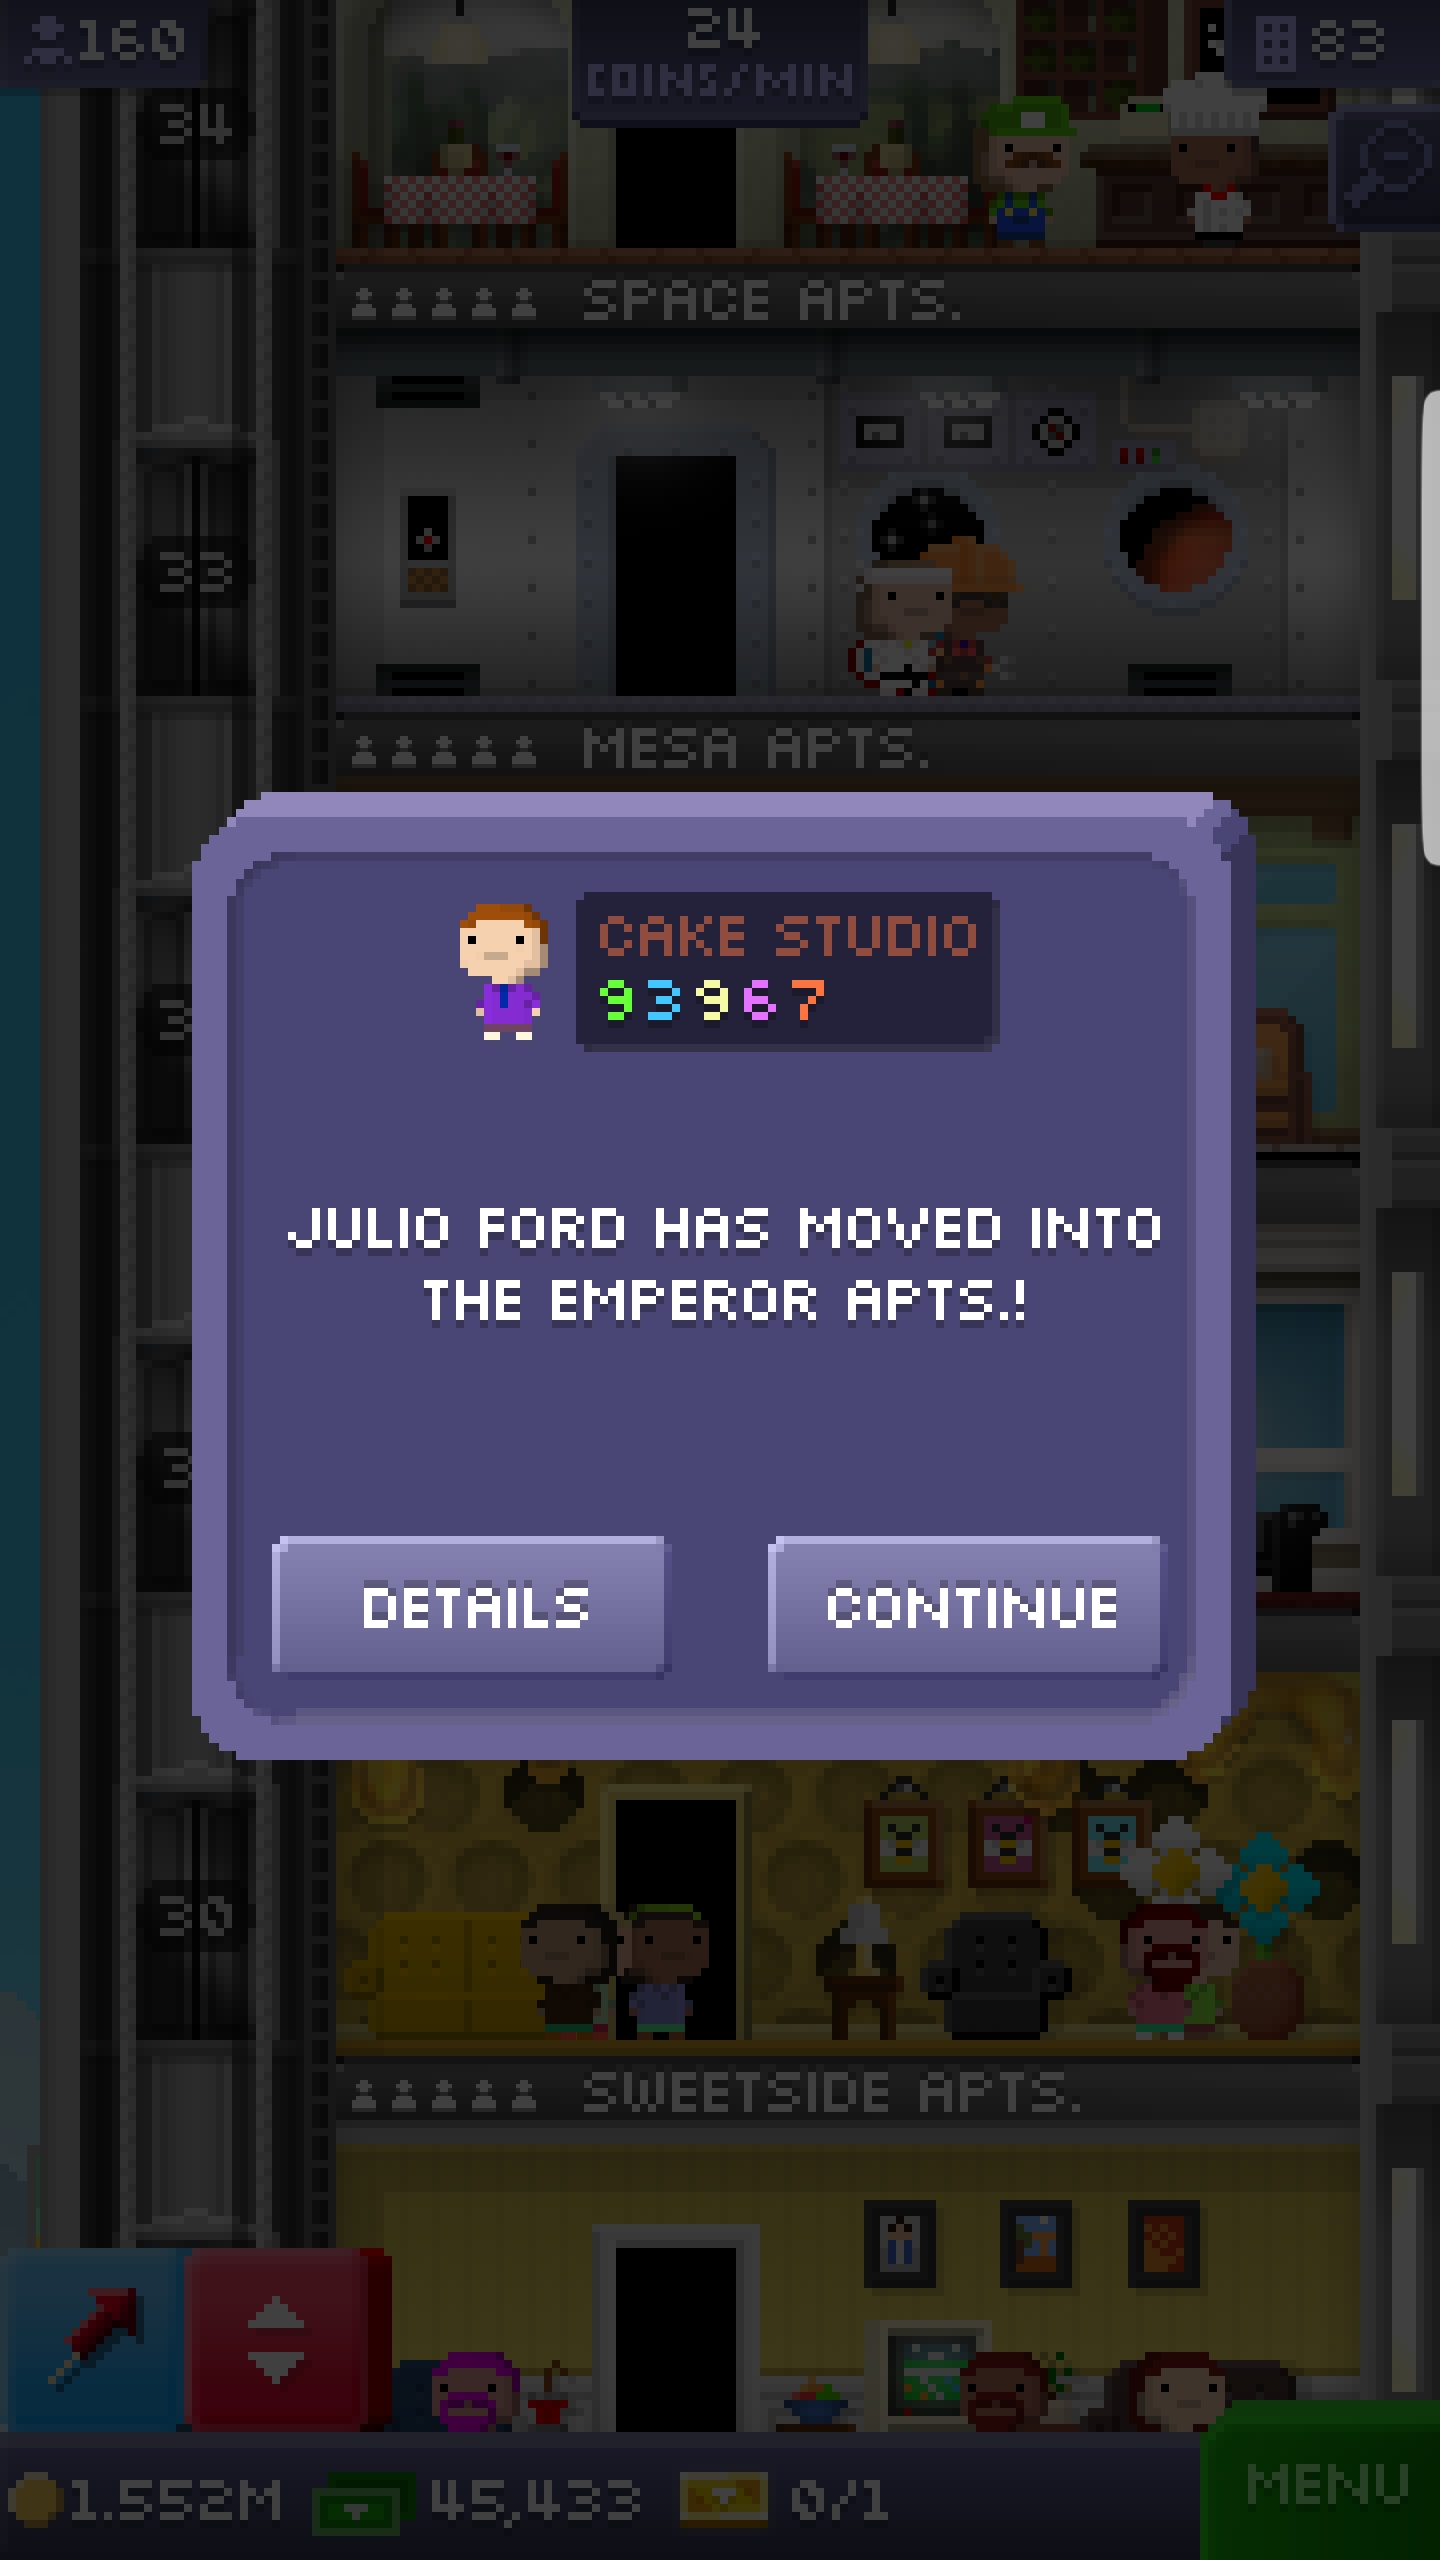 160
24
COINS/MIN
83
34
SPACE APTS.
33
MESA APTS.
CAKE STUDIO
93967
JULIO FORD HAS MOVED INTO
THE EMPEROR APTS.!
DETAILS
CONTINUE
30
SWEETSIDE APTS.
1.552M
45,433
0/1
MENU